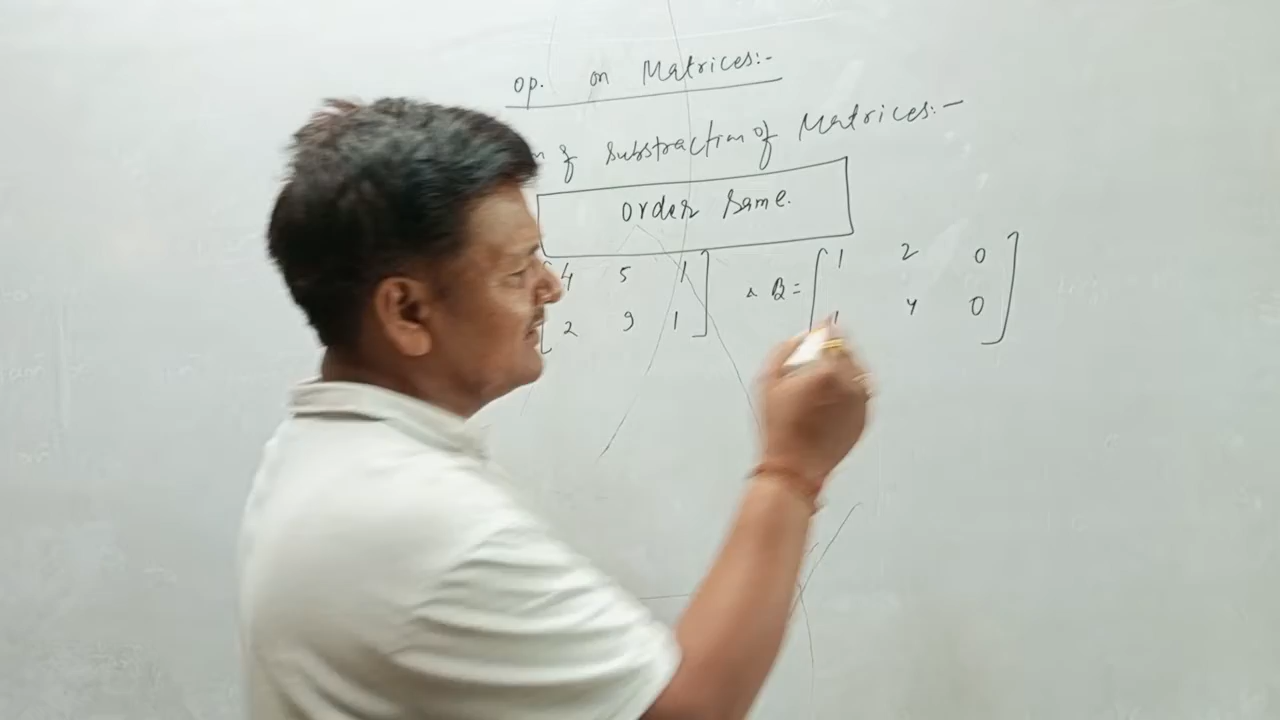 op. on Matrices:-
n & Substraction of Matrices:-
Order Same.
4 5 1 & B = 1 2 0
2 9 1 1 4 0